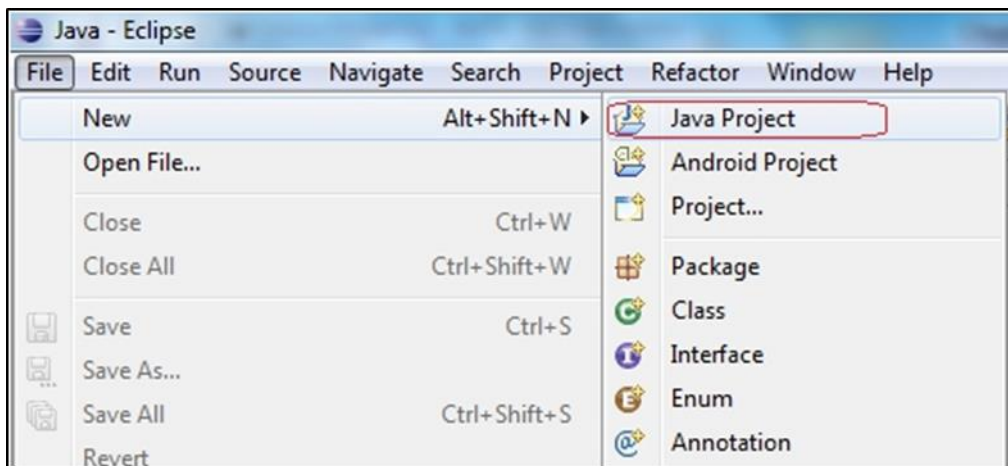 Java - Eclipse
File Edit Run Source Navigate Search Project Refactor Window Help
New Alt+Shift+N
Open File...
Close Ctrl+W
Close All Ctrl+Shift+W
Save Ctrl+S
Save As...
Save All Ctrl+Shift+S
Revert
Java Project
Android Project
Project...
Package
Class
Interface
Enum
Annotation